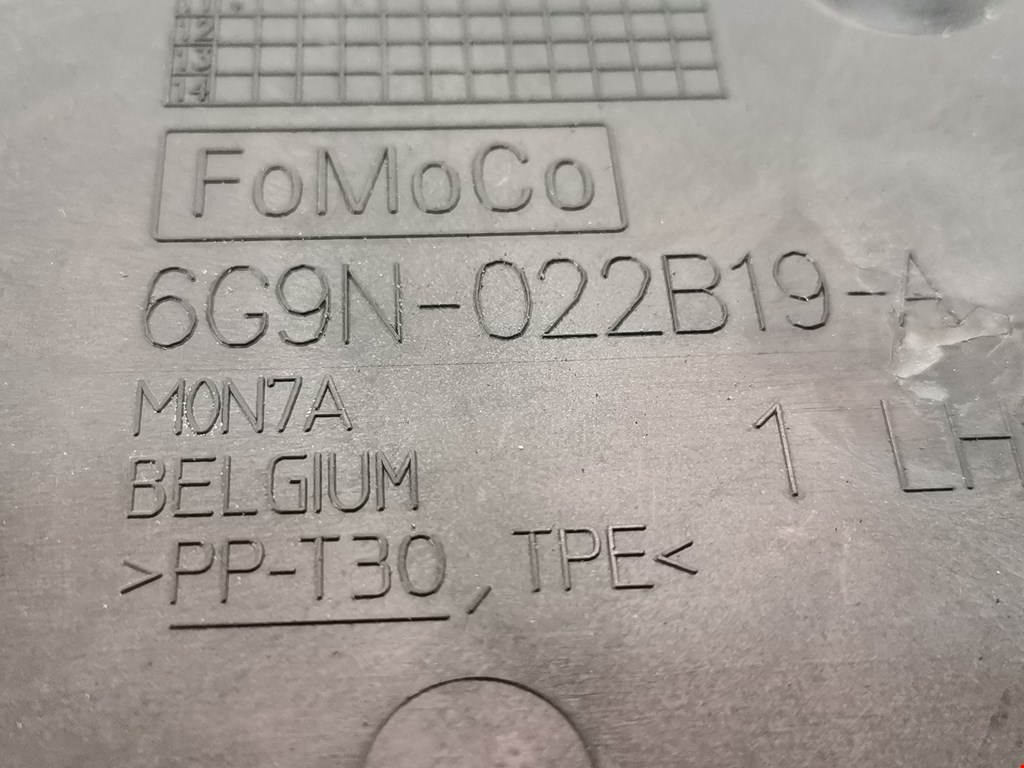 12
13
14
FoMoCo
6G9N-022B19-A
M0N7A
BELGIUM
1 LH
>PP-T30, TPE<